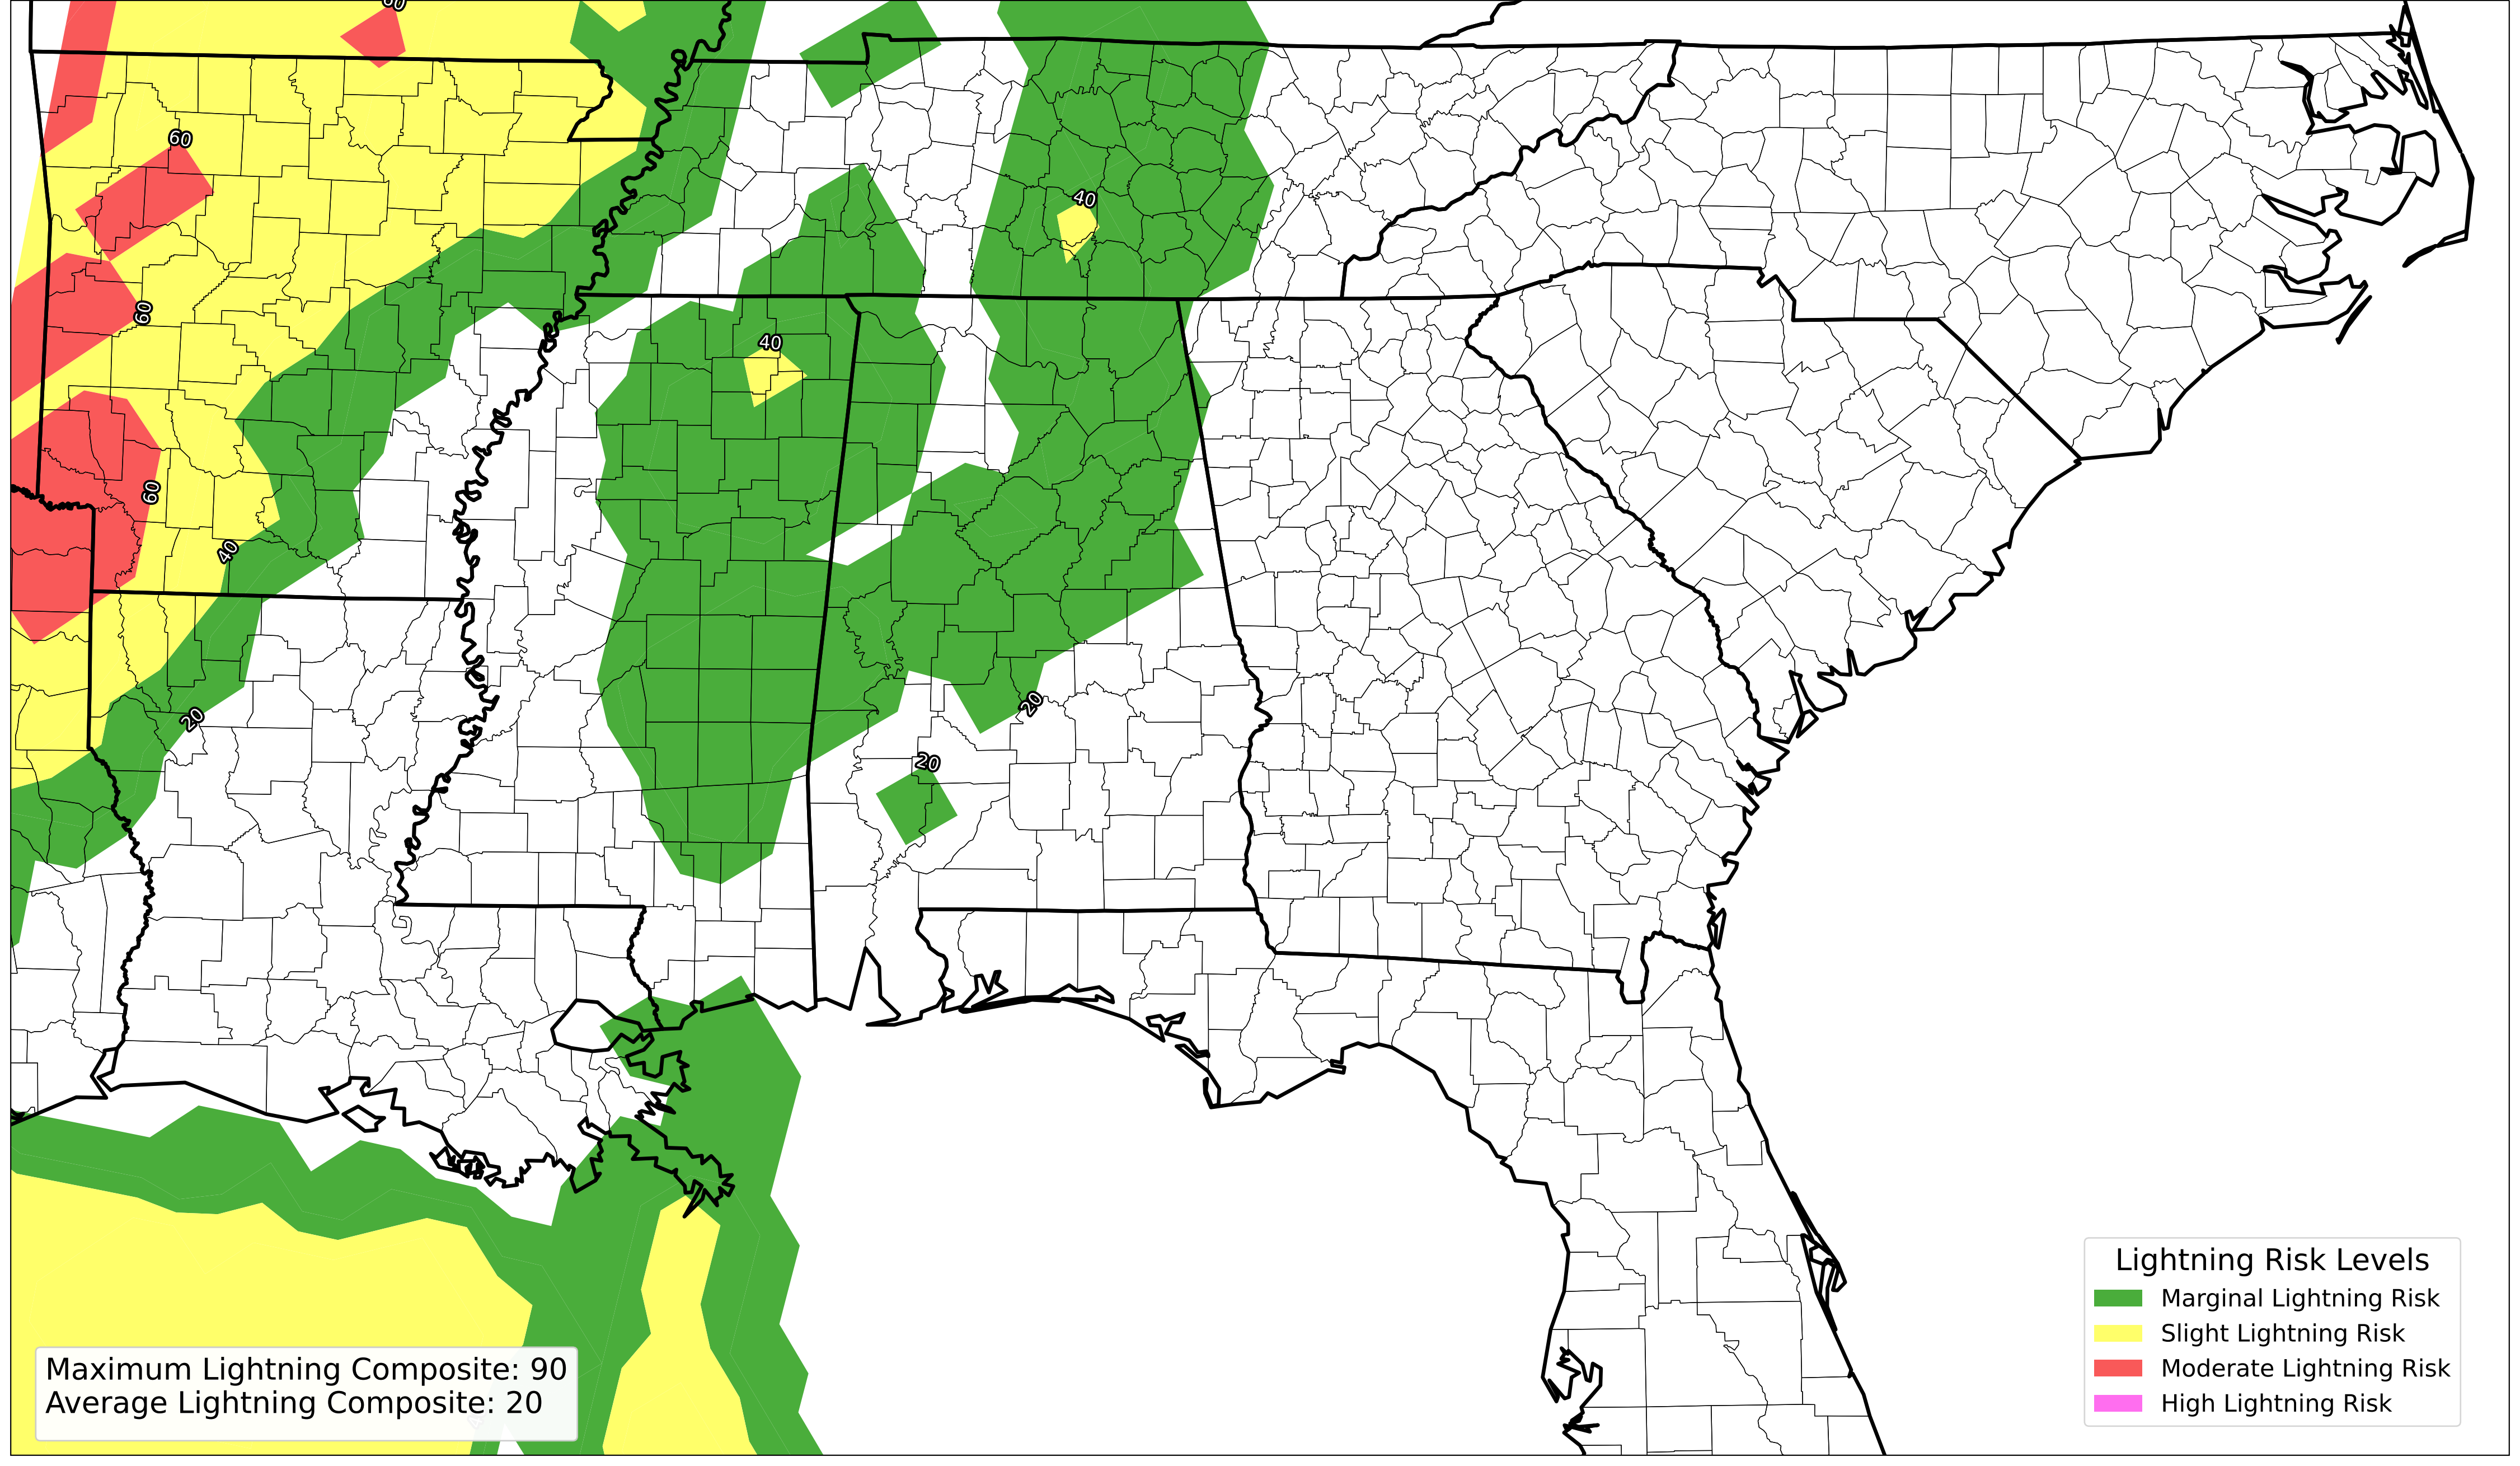 60
60
40
60
40
60
40
20
20
20
Lightning Risk Levels
Marginal Lightning Risk
Slight Lightning Risk
Moderate Lightning Risk
High Lightning Risk
Maximum Lightning Composite: 90
Average Lightning Composite: 20